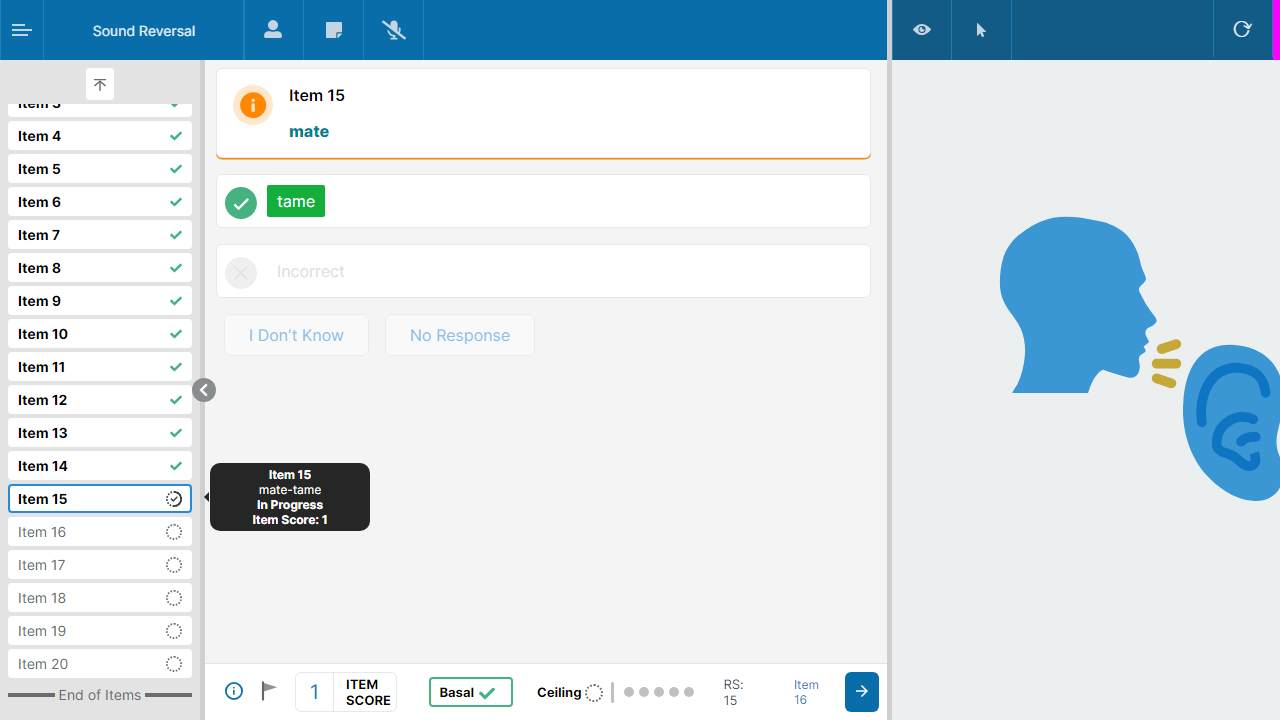 Sound Reversal
Item 3
Item 4
Item 5
Item 6
Item 7
Item 8
Item 9
Item 10
Item 11
Item 12
Item 13
Item 14
Item 15
Item 16
Item 17
Item 18
Item 19
Item 20
End of Items
Item 15
mate
tame
Incorrect
I Don't Know
No Response
Item 15
mate-tame
In Progress
Item Score: 1
1
ITEM
SCORE
Basal
Ceiling
RS:
15
Item
16